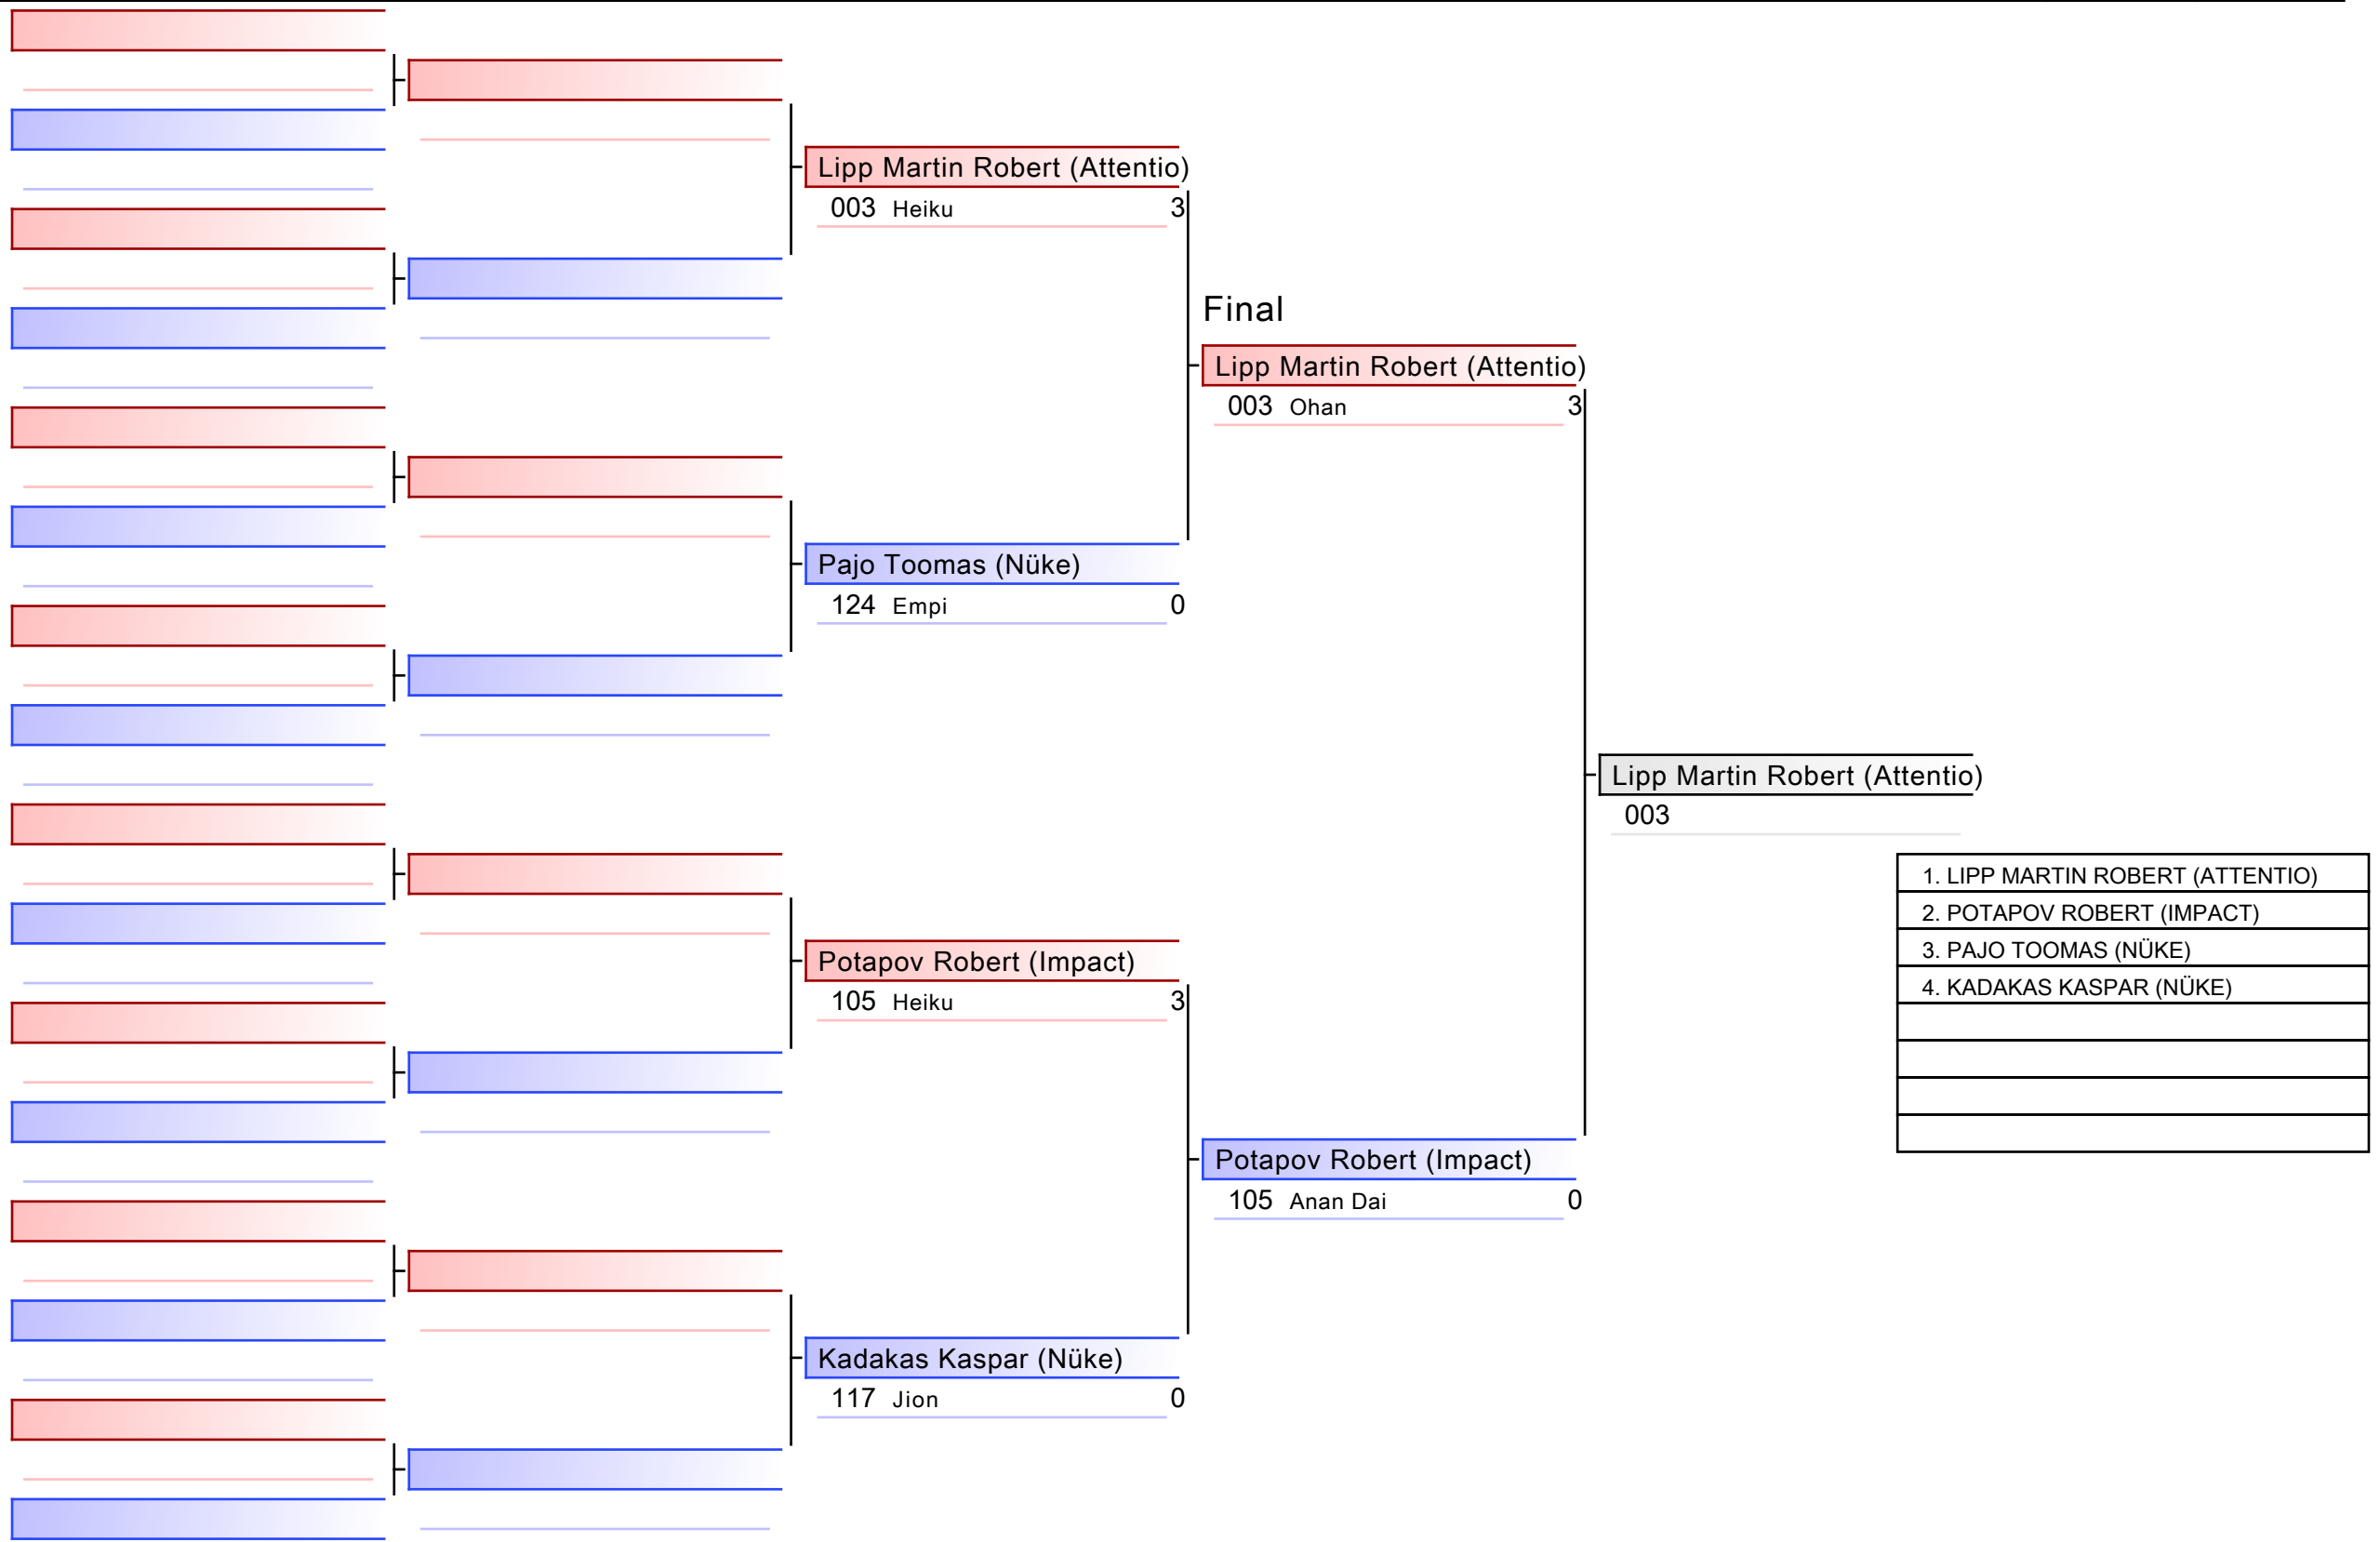 Lipp Martin Robert (Attentio)
003 Heiku 3
Final
Lipp Martin Robert (Attentio)
003 Ohan 3
Pajo Toomas (Nüke)
124 Empi 0
Lipp Martin Robert (Attentio)
003
1. LIPP MARTIN ROBERT (ATTENTIO)
2. POTAPOV ROBERT (IMPACT)
3. PAJO TOOMAS (NÜKE)
4. KADAKAS KASPAR (NÜKE)
Potapov Robert (Impact)
105 Heiku 3
Potapov Robert (Impact)
105 Anan Dai 0
Kadakas Kaspar (Nüke)
117 Jion 0